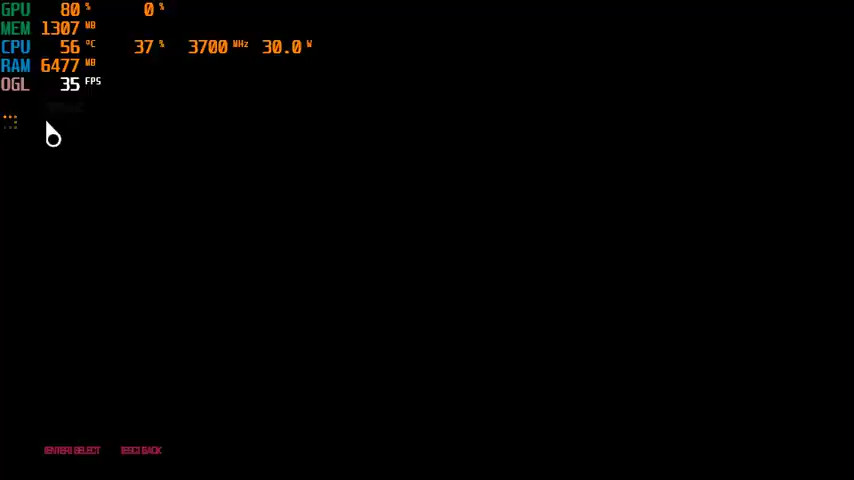 GPU 80 % 0 %
MEM 1307 MB
CPU 56 °C 37 % 3700 MHz 30.0 W
RAM 6477 MB
OGL 35 FPS
[ENTER] SELECT [ESC] BACK